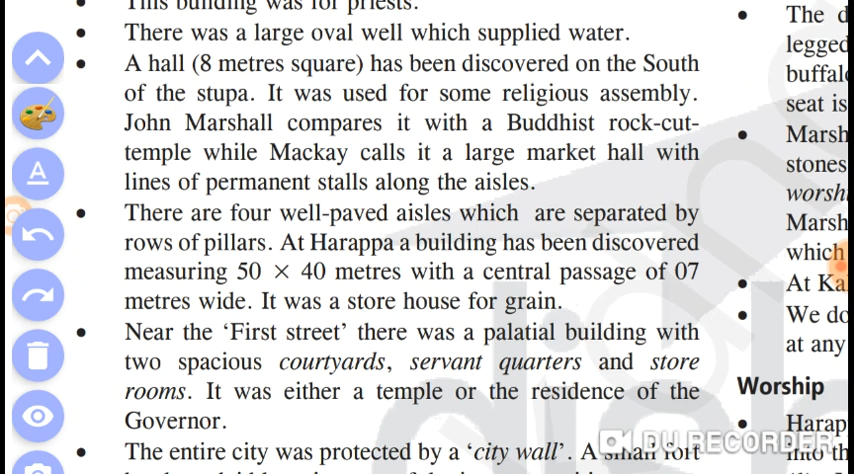 This building was for priests.
• There was a large oval well which supplied water.
• A hall (8 metres square) has been discovered on the South
of the stupa. It was used for some religious assembly.
John Marshall compares it with a Buddhist rock-cut-
temple while Mackay calls it a large market hall with
lines of permanent stalls along the aisles.
• There are four well-paved aisles which are separated by
rows of pillars. At Harappa a building has been discovered
measuring 50 × 40 metres with a central passage of 07
metres wide. It was a store house for grain.
• Near the ‘First street’ there was a palatial building with
two spacious courtyards, servant quarters and store
rooms. It was either a temple or the residence of the
Governor.
• The entire city was protected by a ‘city wall’. A small fort
• The d
legged
buffal
seat is
• Marsh
stones
worshi
Marsh
which
• At Ka
• We do
at any
Worship
• Harap
into th
A
DU RECORDER